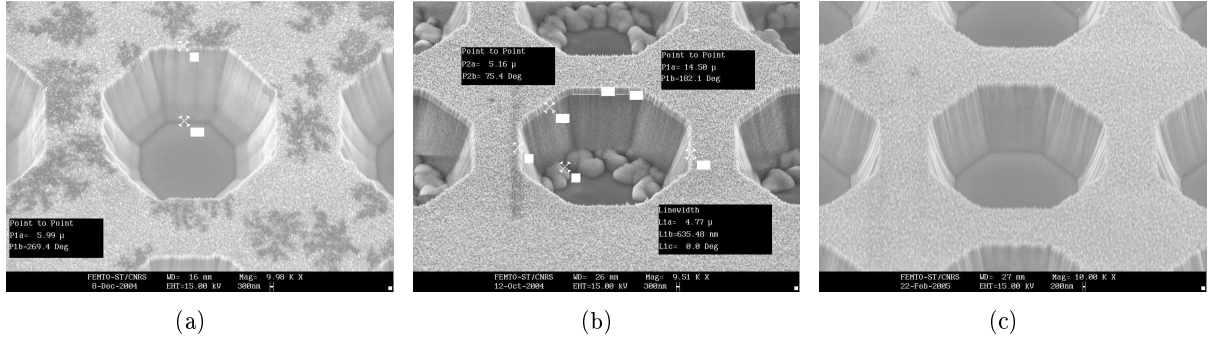 Point to Point
P1a= 5.99 µ
P1b=269.4 Deg
FEMTO-ST/CNRS WD= 16 mm Mag= 9.98 K X
8-Dec-2004 EHT=15.00 kV 300nm
(a)
Point to Point
P2a= 5.16 µ
P2b= 75.4 Deg
Point to Point
P1a= 14.50 µ
P1b=182.1 Deg
Linewidth
L1a= 4.77 µ
L1b=635.48 nm
L1c= 0.0 Deg
FEMTO-ST/CNRS WD= 26 mm Mag= 9.51 K X
12-Oct-2004 EHT=15.00 kV 300nm
(b)
FEMTO-ST/CNRS WD= 27 mm Mag= 10.00 K X
22-Feb-2005 EHT=15.00 kV 200nm
(c)